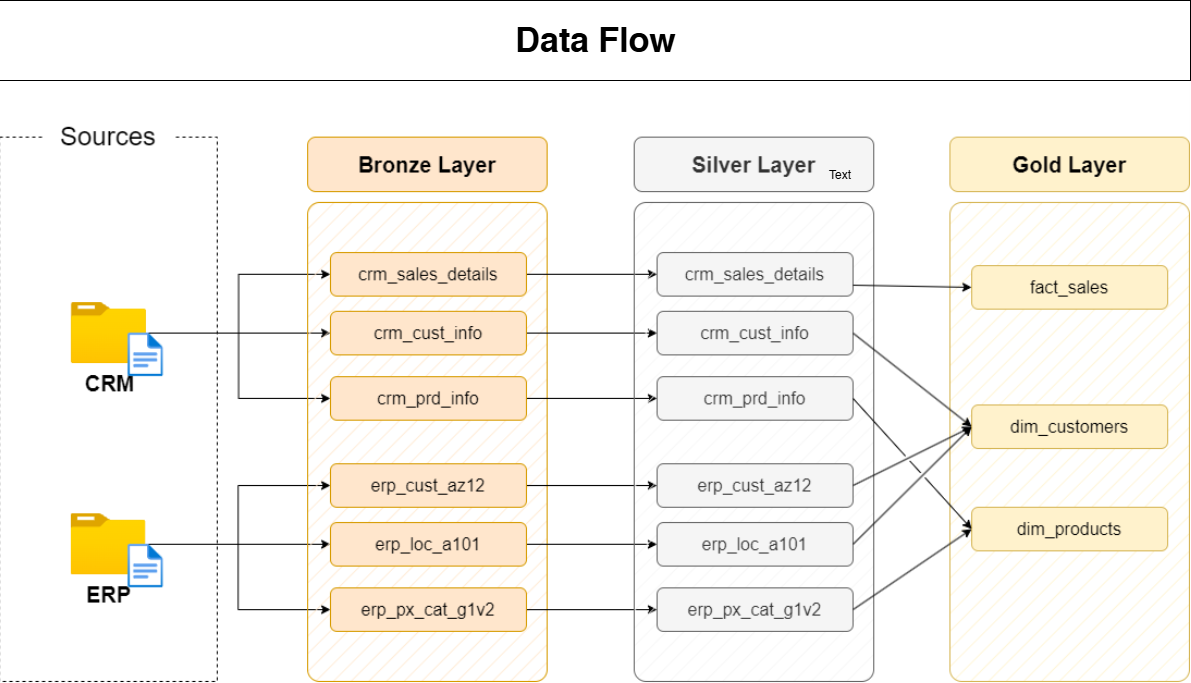 Data Flow
Sources
Bronze Layer
Silver Layer
Text
Gold Layer
crm_sales_details
crm_sales_details
fact_sales
crm_cust_info
crm_cust_info
CRM
crm_prd_info
crm_prd_info
dim_customers
erp_cust_az12
erp_cust_az12
dim_products
erp_loc_a101
erp_loc_a101
ERP
erp_px_cat_g1v2
erp_px_cat_g1v2